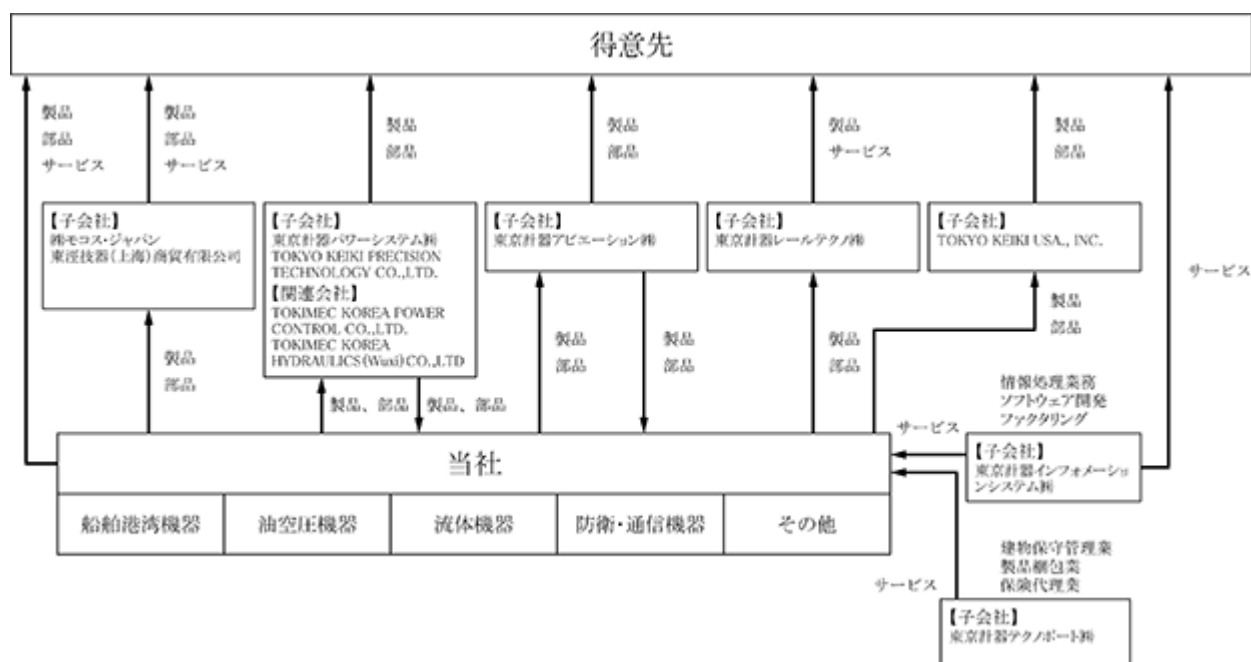 得意先
製品
部品
サービス
製品
部品
サービス
製品
部品
製品
部品
製品
サービス
製品
部品
サービス
【子会社】
㈱モコス・ジャパン
東涇技器(上海)商貿有限公司
【子会社】
東京計器パワーシステム㈱
TOKYO KEIKI PRECISION
TECHNOLOGY CO.,LTD.
【関連会社】
TOKIMEC KOREA POWER
CONTROL CO.,LTD.
TOKIMEC KOREA
HYDRAULICS(Wuxi)CO.,LTD
【子会社】
東京計器アビエーション㈱
【子会社】
東京計器レールテクノ㈱
【子会社】
TOKYO KEIKI USA., INC.
製品
部品
製品、部品
製品、部品
製品
部品
製品
部品
製品
部品
製品
部品
情報処理業務
ソフトウェア開発
ファクタリング
サービス
【子会社】
東京計器インフォメーショ
ンシステム㈱
当社
船舶港湾機器
油空圧機器
流体機器
防衛・通信機器
その他
建物保守管理業
製品梱包業
保険代理業
サービス
【子会社】
東京計器テクノポート㈱